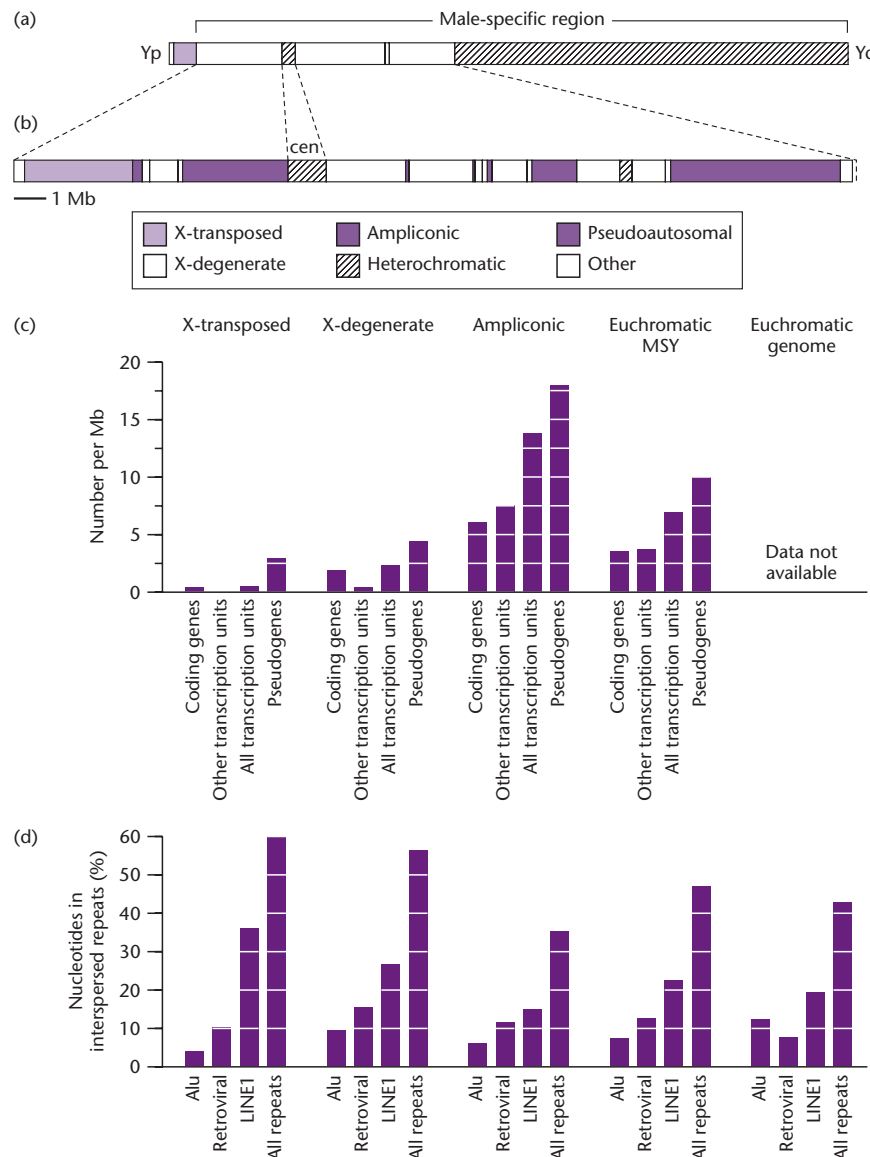 (a)
Male-specific region
Yp
Yq
(b)
cen
1 Mb
X-transposed
Ampliconic
Pseudoautosomal
X-degenerate
Heterochromatic
Other
(c)
X-transposed
X-degenerate
Ampliconic
Euchromatic
MSY
Euchromatic
genome
Number per Mb
20
15
10
5
0
Data not
available
Coding genes
Other transcription units
All transcription units
Pseudogenes
Coding genes
Other transcription units
All transcription units
Pseudogenes
Coding genes
Other transcription units
All transcription units
Pseudogenes
Coding genes
Other transcription units
All transcription units
Pseudogenes
(d)
Nucleotides in
interspersed repeats (%)
60
50
40
30
20
10
0
Alu
Retroviral
LINE1
All repeats
Alu
Retroviral
LINE1
All repeats
Alu
Retroviral
LINE1
All repeats
Alu
Retroviral
LINE1
All repeats
Alu
Retroviral
LINE1
All repeats